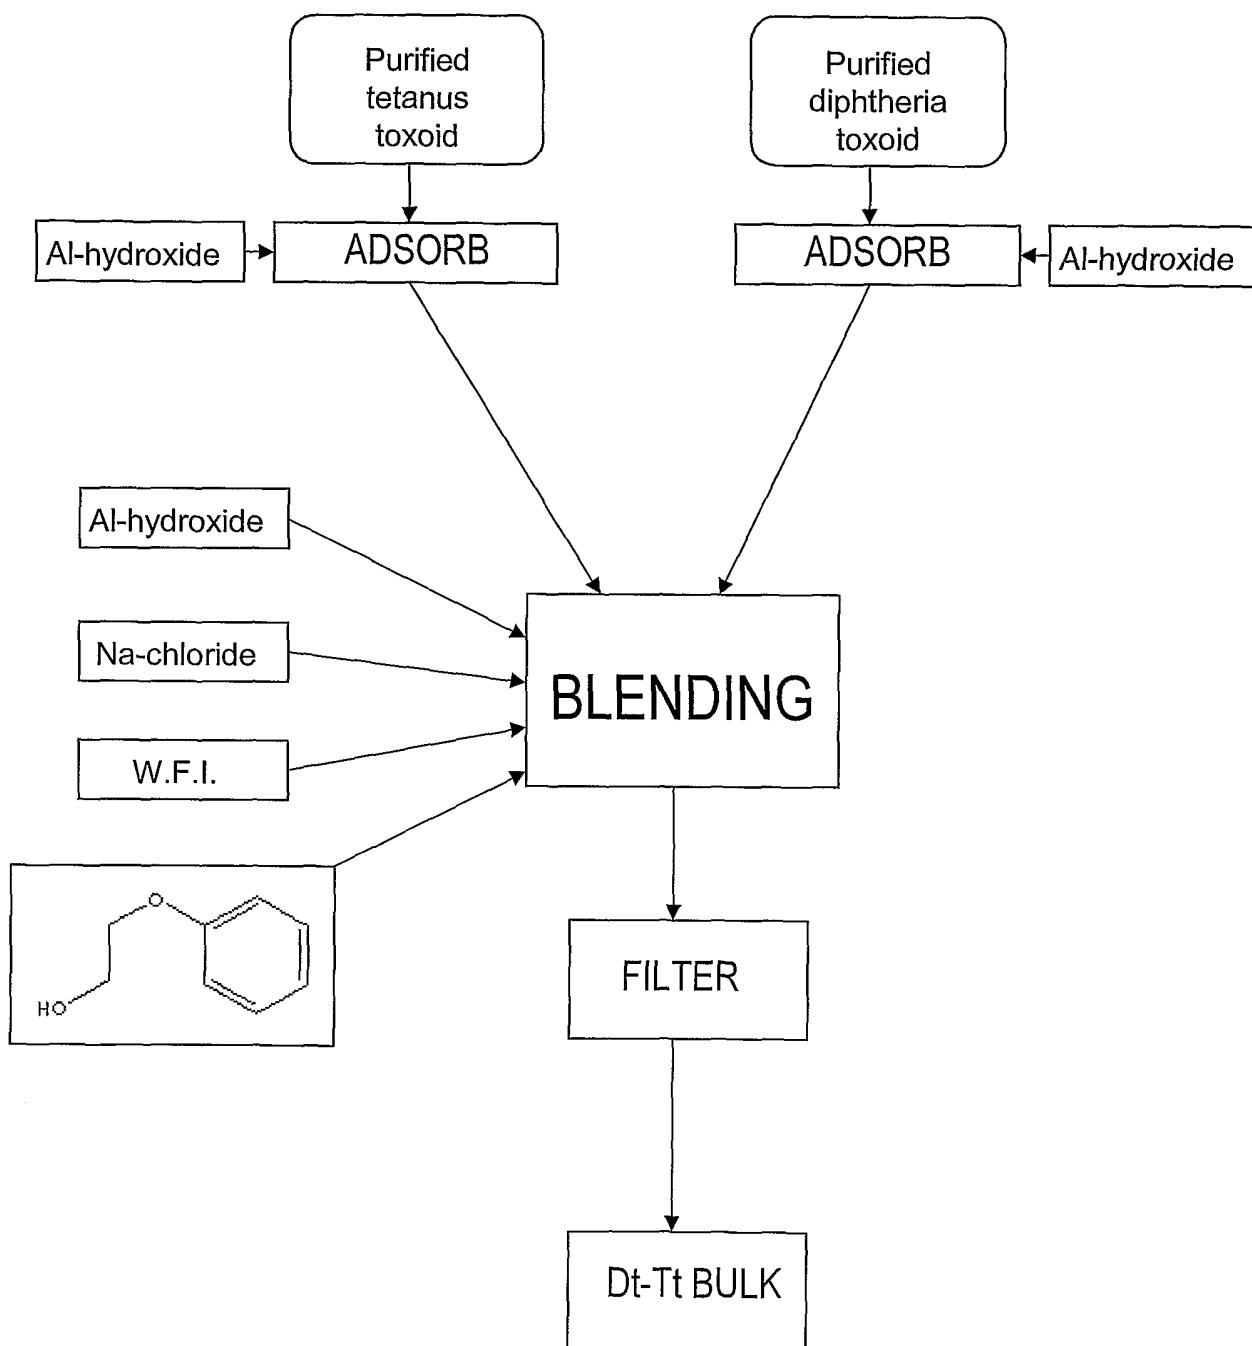 Purified
tetanus
toxoid
Purified
diphtheria
toxoid
Al-hydroxide
ADSORB
ADSORB
Al-hydroxide
Al-hydroxide
Na-chloride
BLENDING
W.F.I.
O
HO
FILTER
Dt-Tt BULK